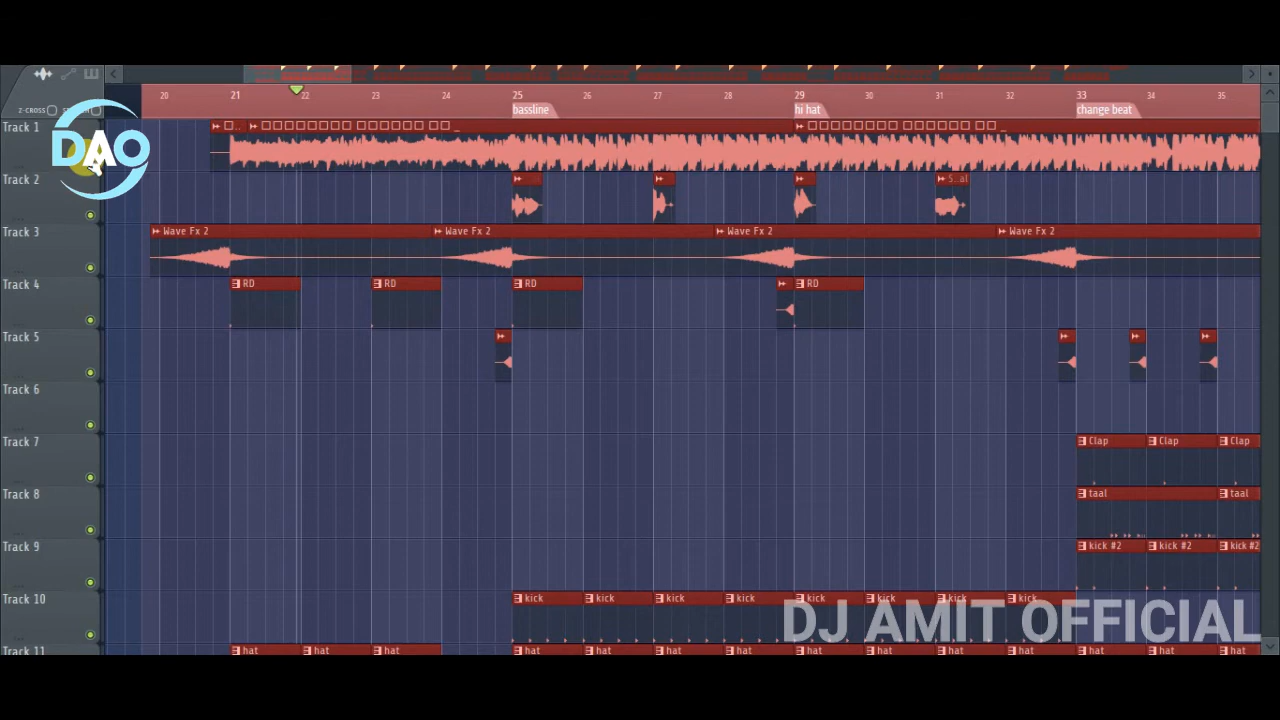 20 21 22 23 24 25 26 27 28 29 30 31 32 33 34 35
bassline hi hat change beat
Z-CROSS
DAO
Track 1
Track 2
Track 3 Wave Fx 2 Wave Fx 2 Wave Fx 2 Wave Fx 2
Track 4 RD RD RD RD
Track 5
Track 6
Track 7 Clap Clap Clap
Track 8 taal taal
Track 9 kick #2 kick #2 kick #2
Track 10 kick kick kick kick kick kick kick kick
DJ AMIT OFFICIAL
Track 11 hat hat hat hat hat hat hat hat hat hat hat hat hat hat